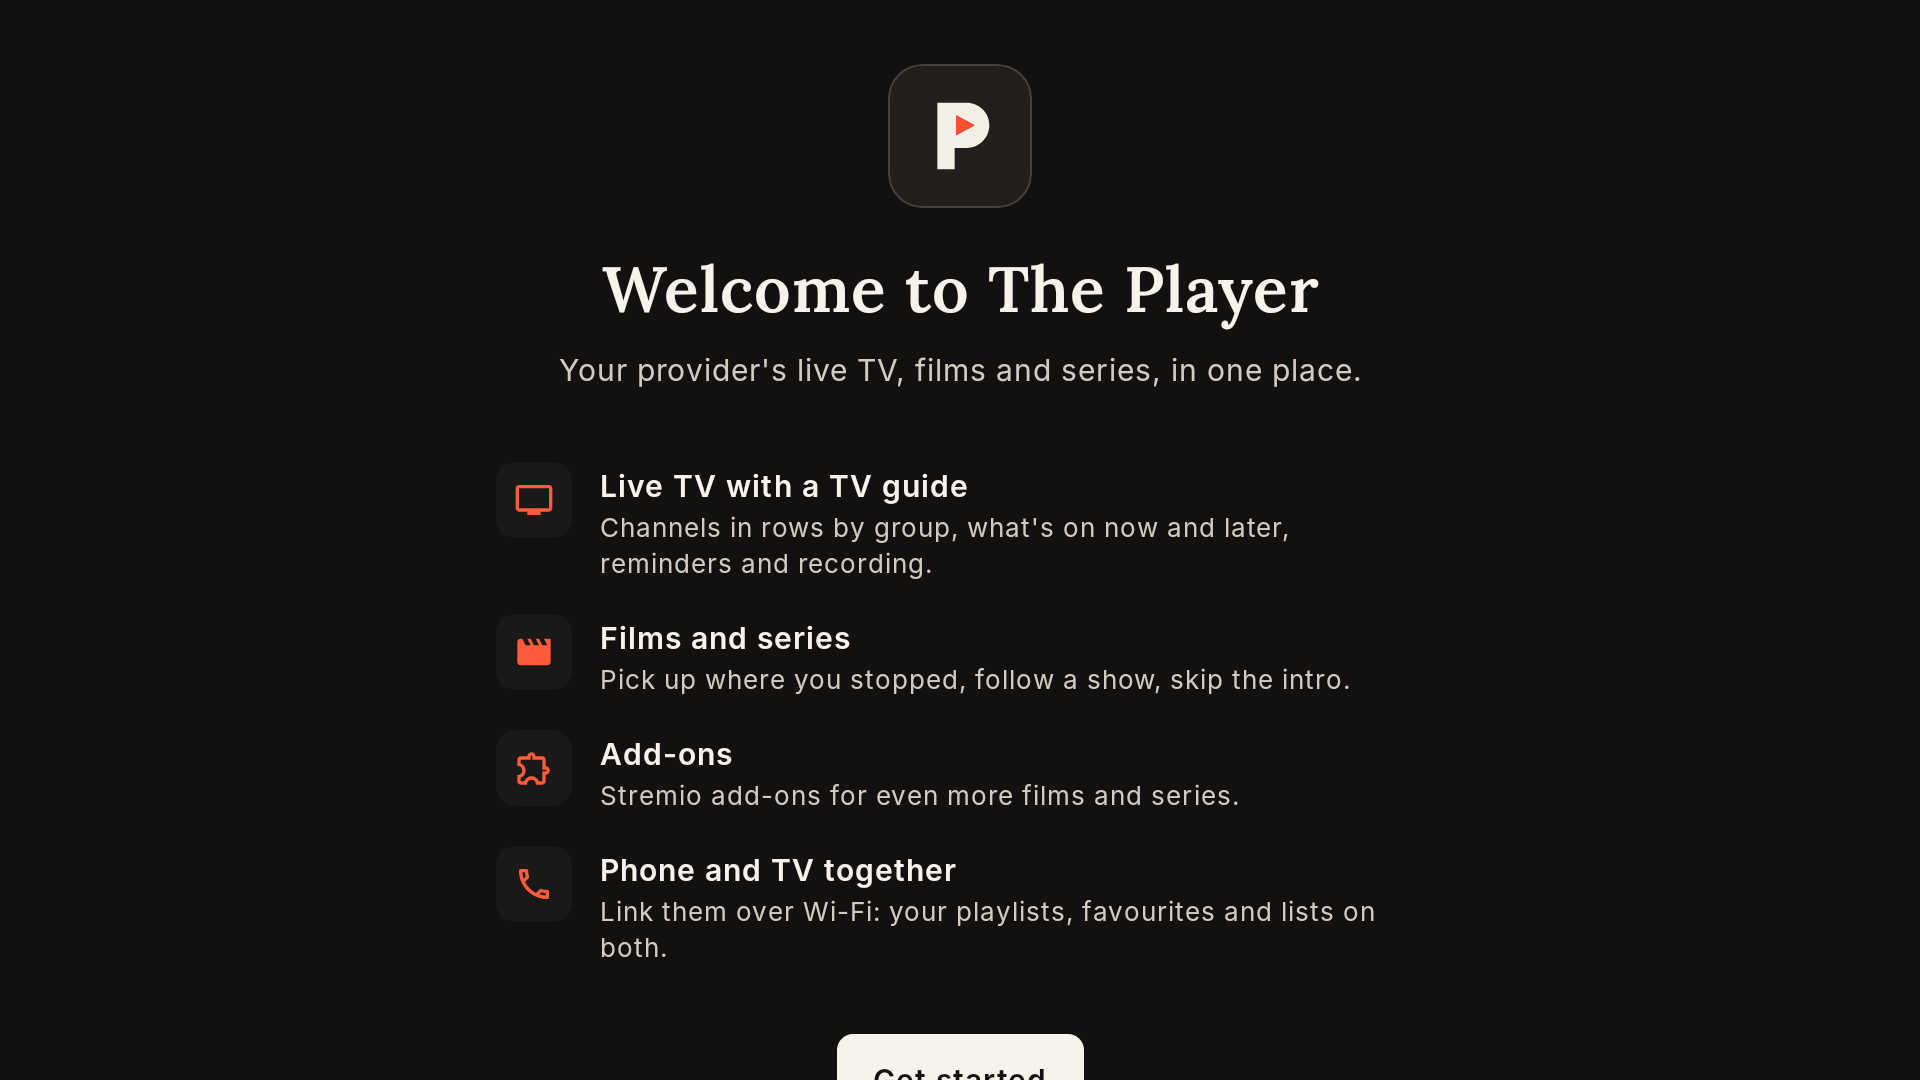 P
Welcome to The Player
Your provider's live TV, films and series, in one place.
Live TV with a TV guide
Channels in rows by group, what's on now and later,
reminders and recording.
Films and series
Pick up where you stopped, follow a show, skip the intro.
Add-ons
Stremio add-ons for even more films and series.
Phone and TV together
Link them over Wi-Fi: your playlists, favourites and lists on
both.
Get started